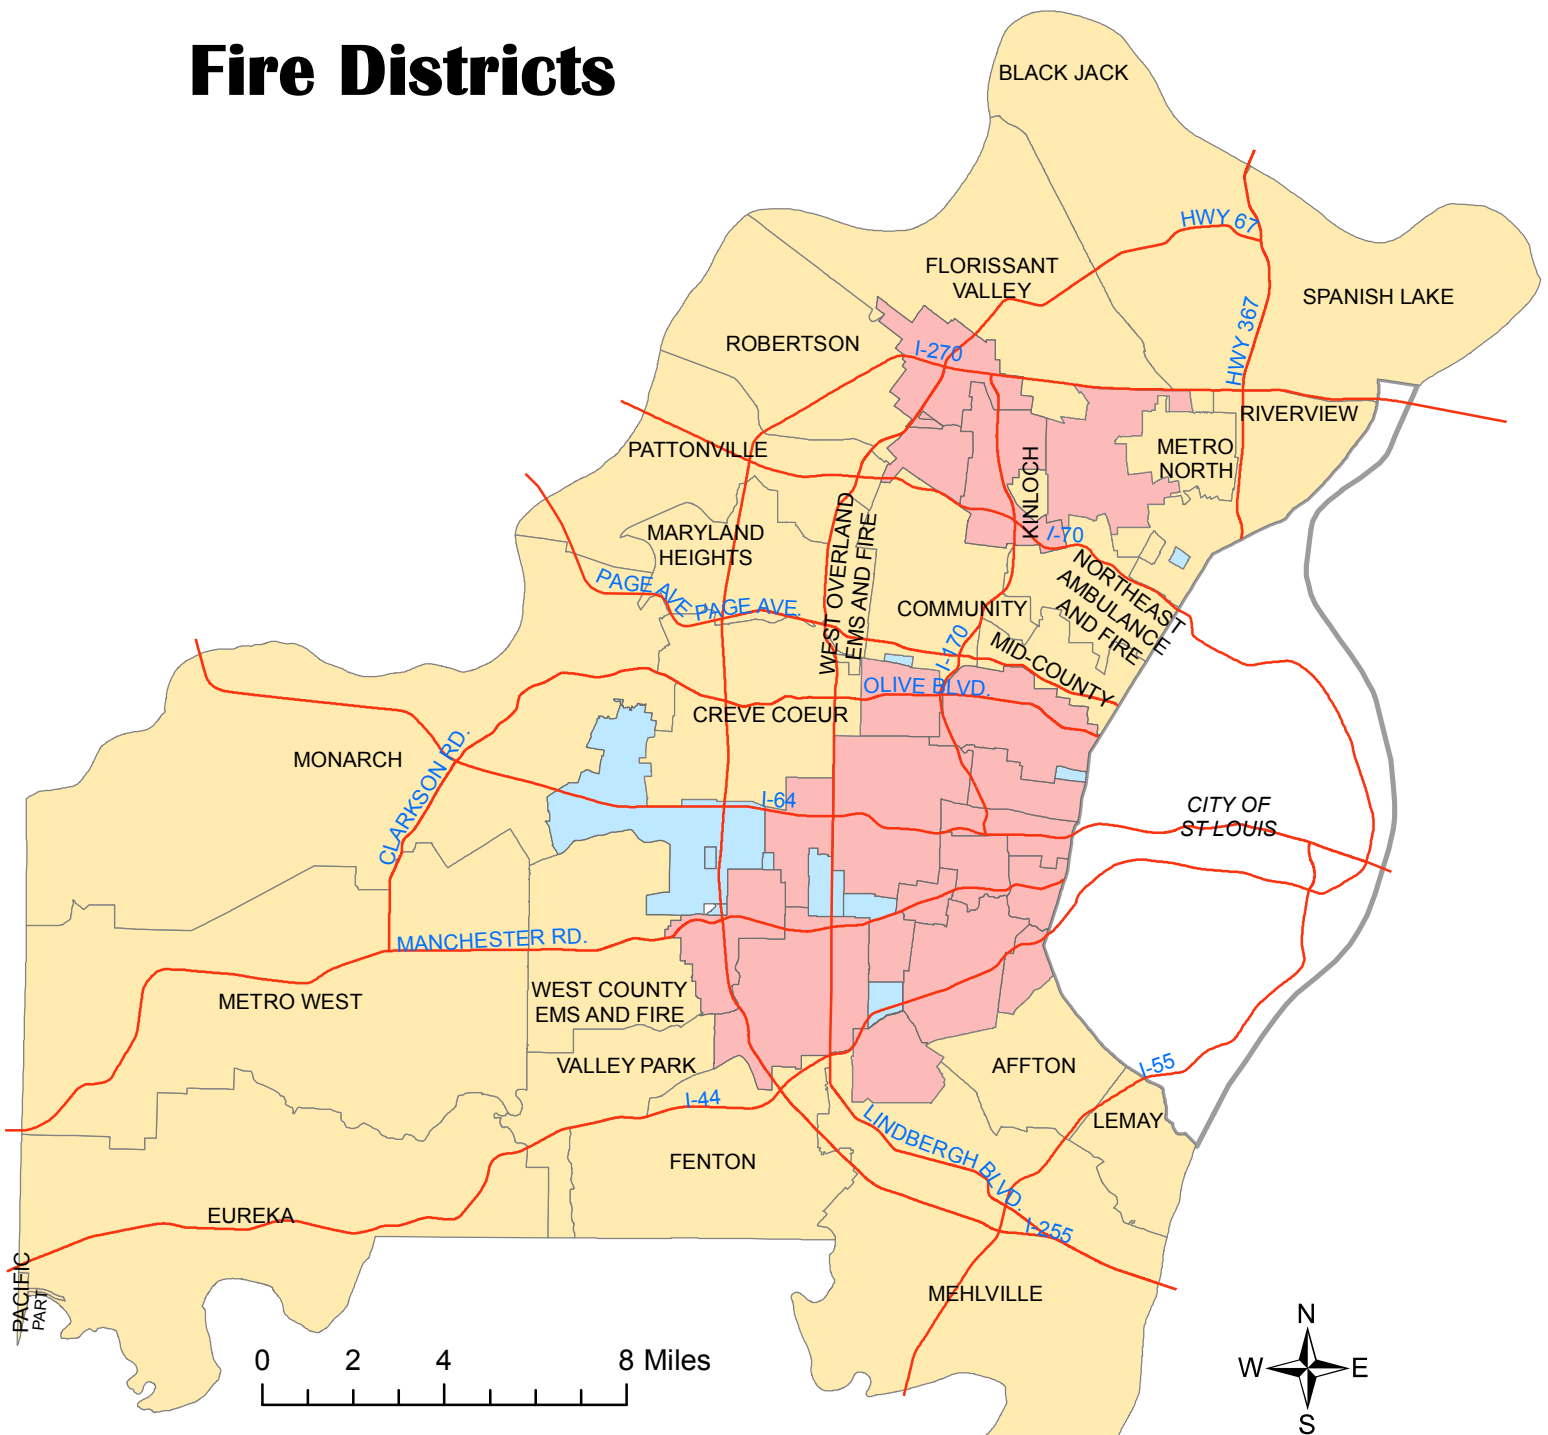 Fire Districts
BLACK JACK
HWY 67
FLORISSANT
VALLEY
SPANISH LAKE
HWY 367
ROBERTSON
I-270
RIVERVIEW
PATTONVILLE
METRO
NORTH
KINLOCH
MARYLAND
HEIGHTS
I-70
WEST OVERLAND
EMS AND FIRE
NORTHEAST
AMBULANCE
AND FIRE
PAGE AVE.
PAGE AVE.
COMMUNITY
I-170
MID-COUNTY
OLIVE BLVD.
CREVE COEUR
MONARCH
CLARKSON RD.
I-64
CITY OF
ST LOUIS
MANCHESTER RD.
METRO WEST
WEST COUNTY
EMS AND FIRE
VALLEY PARK
AFFTON
I-55
I-44
LEMAY
LINDBERGH BLVD.
FENTON
EUREKA
I-255
PACIFIC
PART
MEHLVILLE
0 2 4 8 Miles
N
W E
S